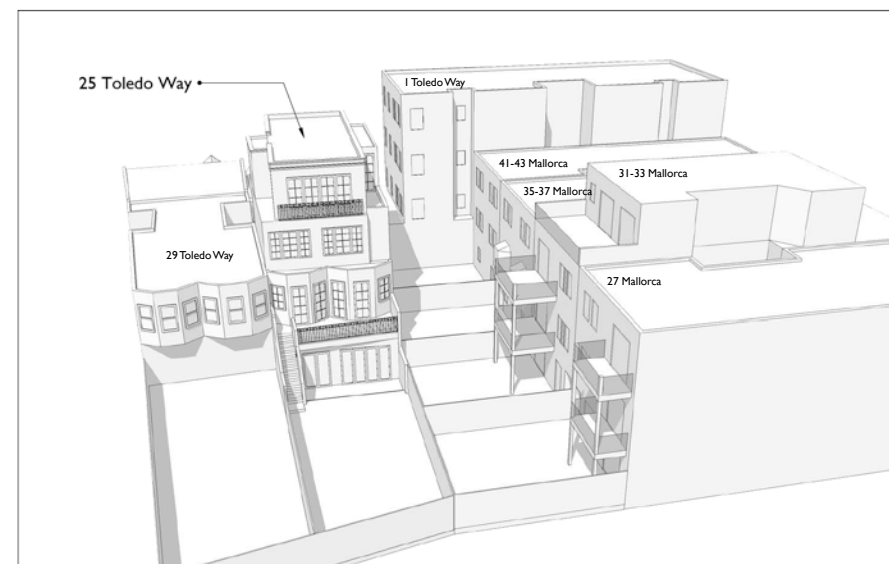 25 Toledo Way
1 Toledo Way
41-43 Mallorca
31-33 Mallorca
35-37 Mallorca
29 Toledo Way
27 Mallorca